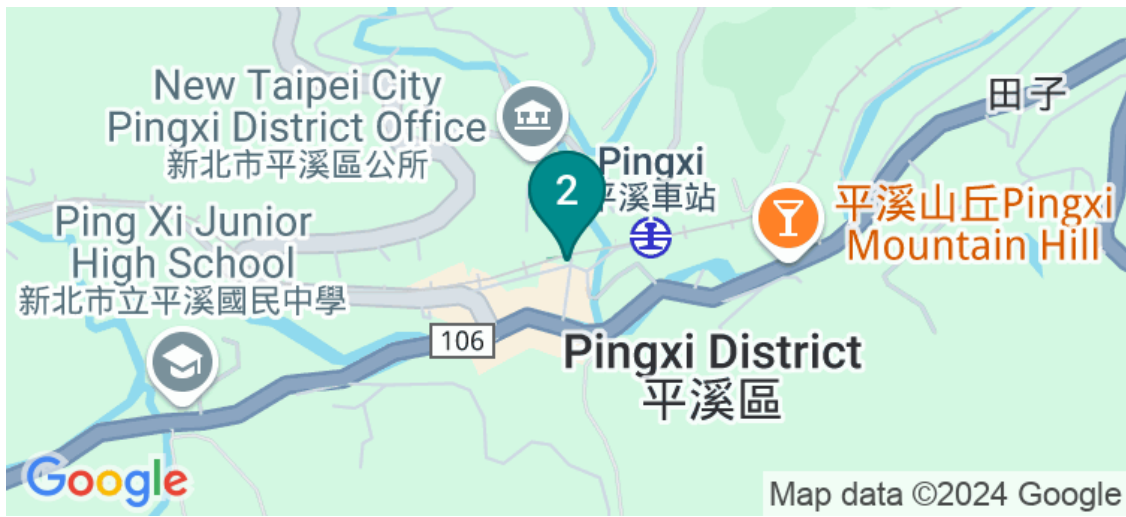 New Taipei City
Pingxi District Office
新北市平溪區公所
田子
2
Pingxi
平溪車站
平溪山丘Pingxi
Mountain Hill
Ping Xi Junior
High School
新北市立平溪國民中學
106
Pingxi District
平溪區
Google
Map data ©2024 Google